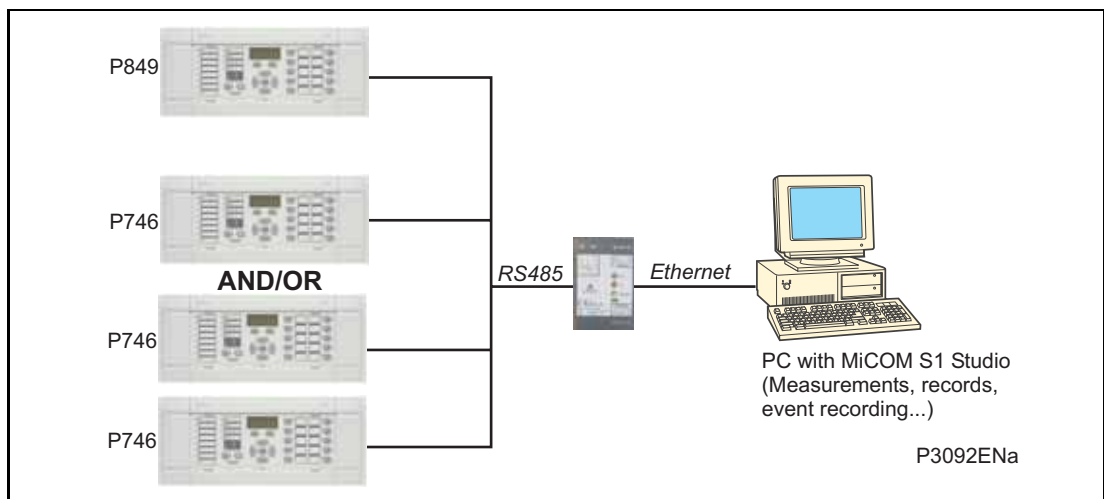 P849
P746
AND/OR
P746
P746
RS485
Ethernet
PC with MiCOM S1 Studio
(Measurements, records,
event recording...)
P3092ENa